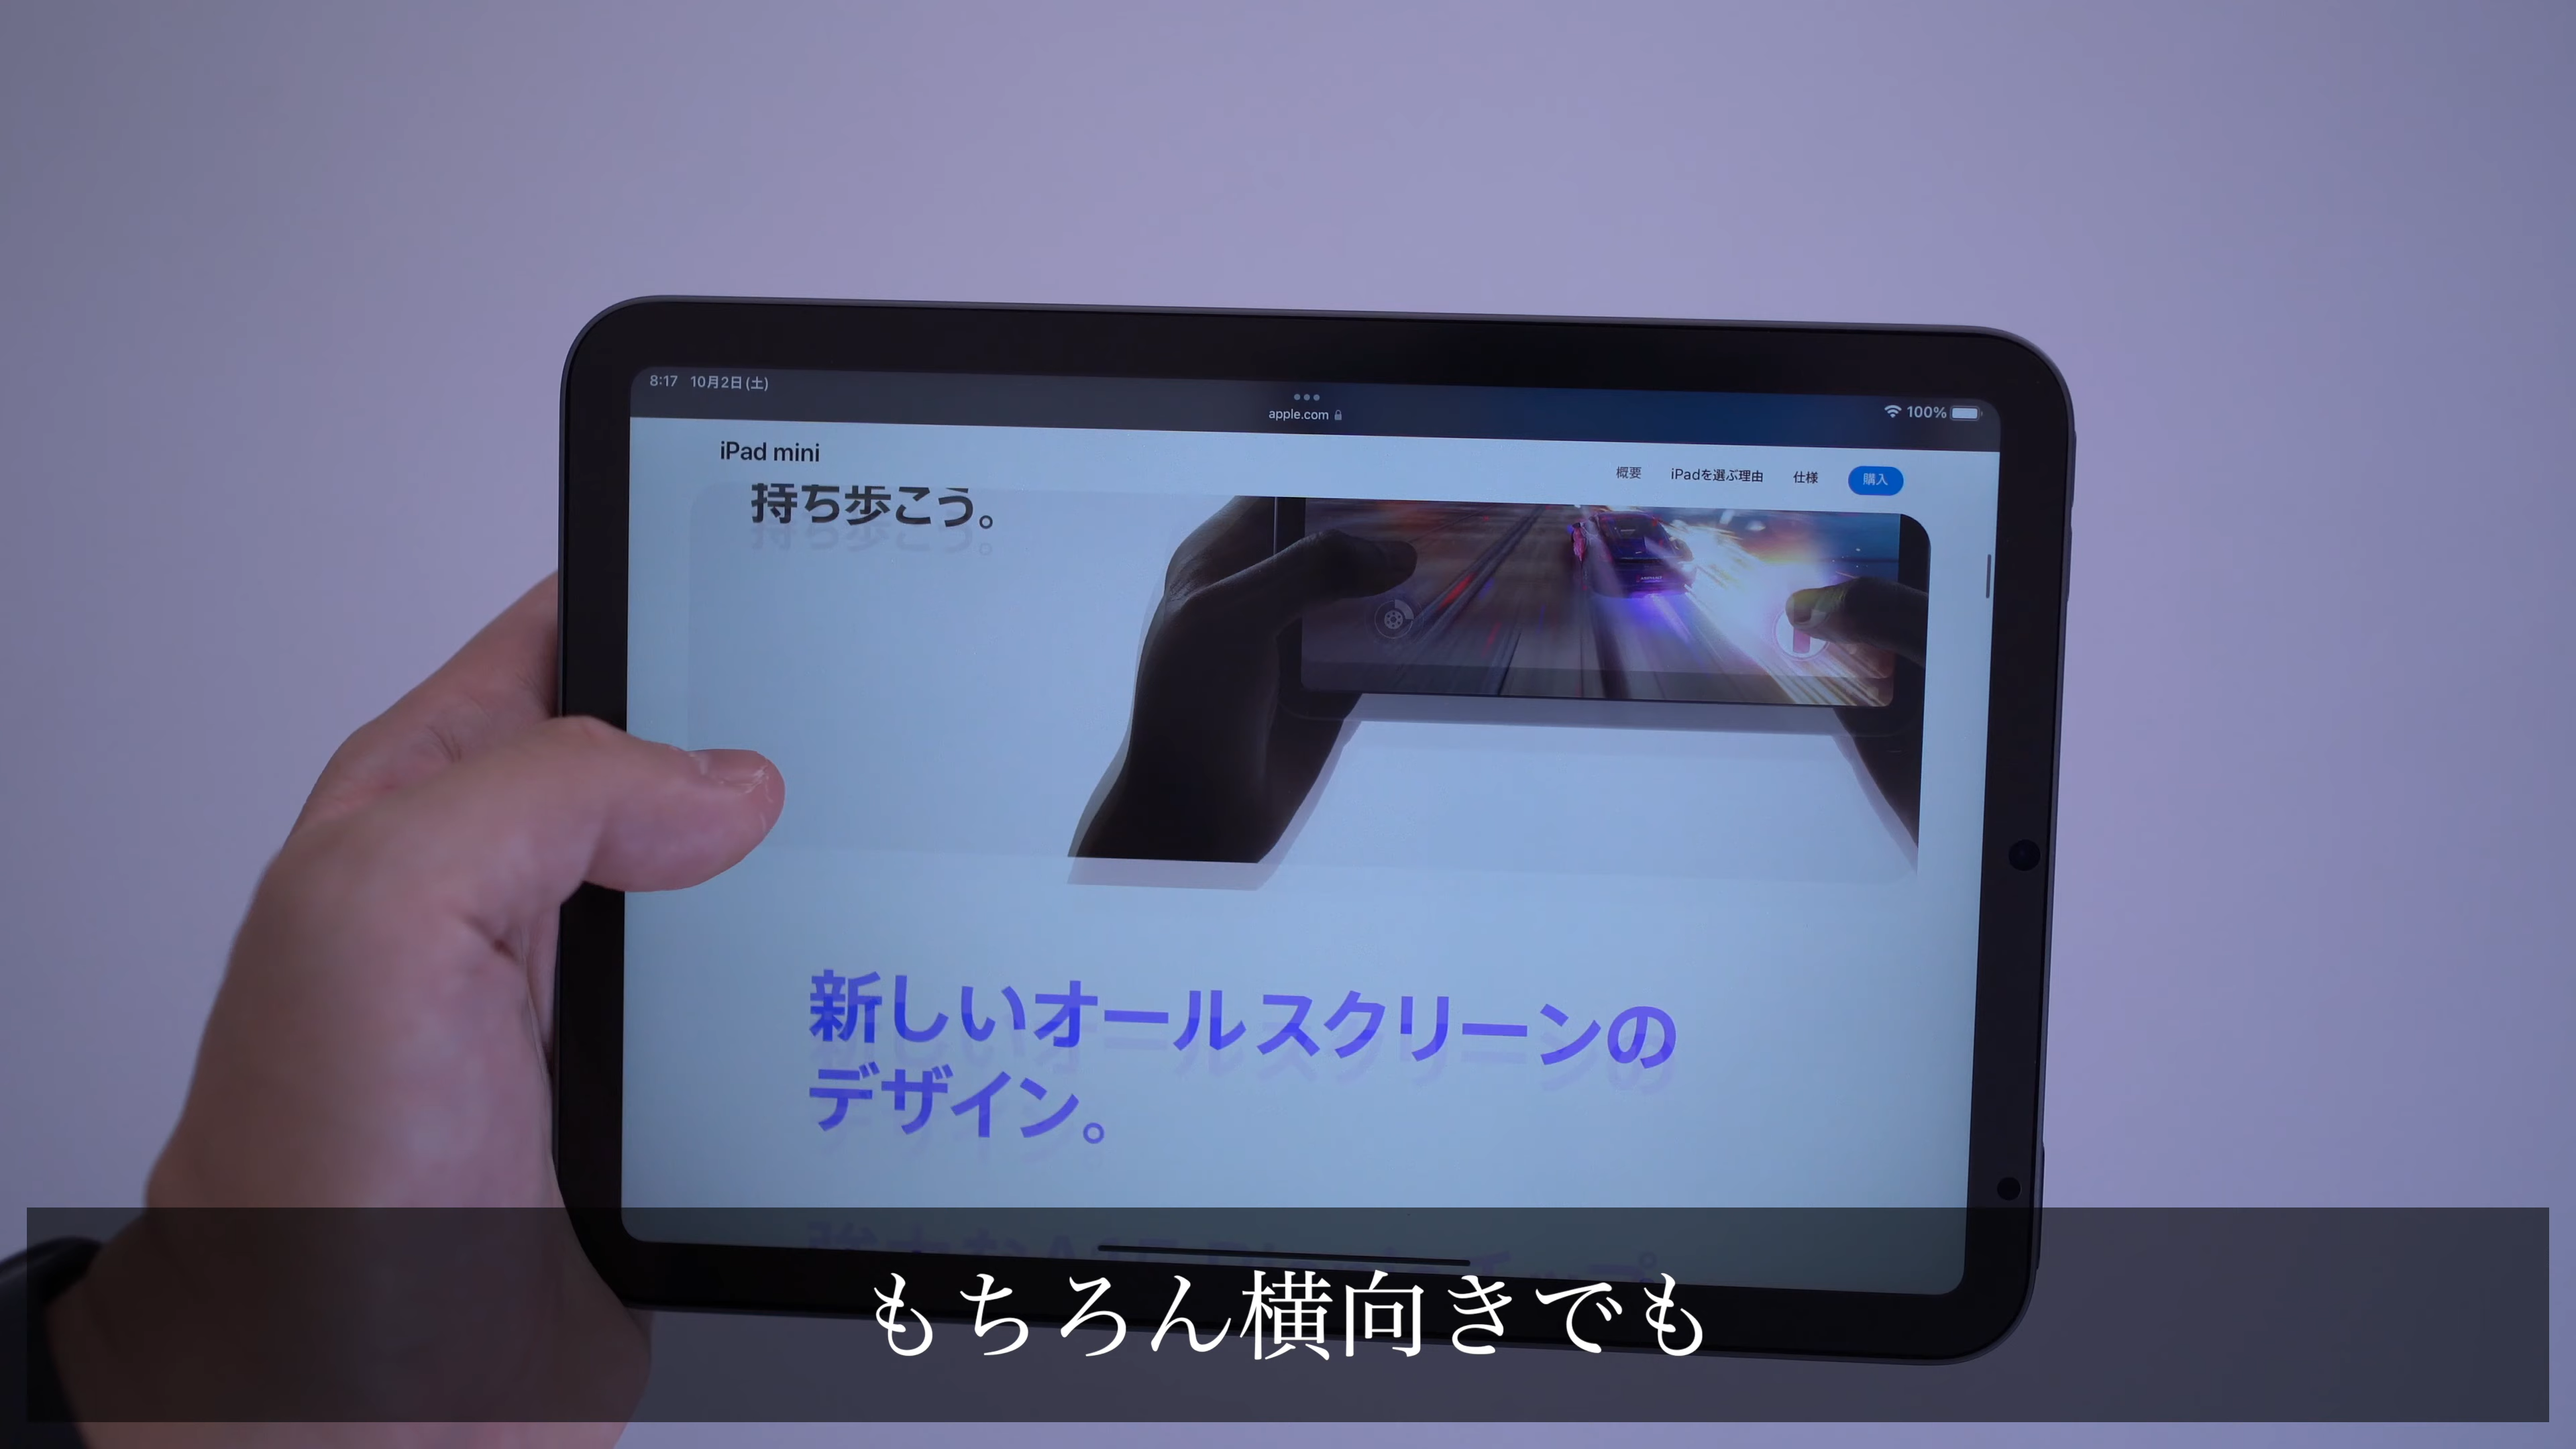 8:17 10月2日(土)
apple.com
100%
iPad mini
概要 iPadを選ぶ理由 仕様 購入
持ち歩こう。
新しいオールスクリーンの
デザイン。
もちろん横向きでも